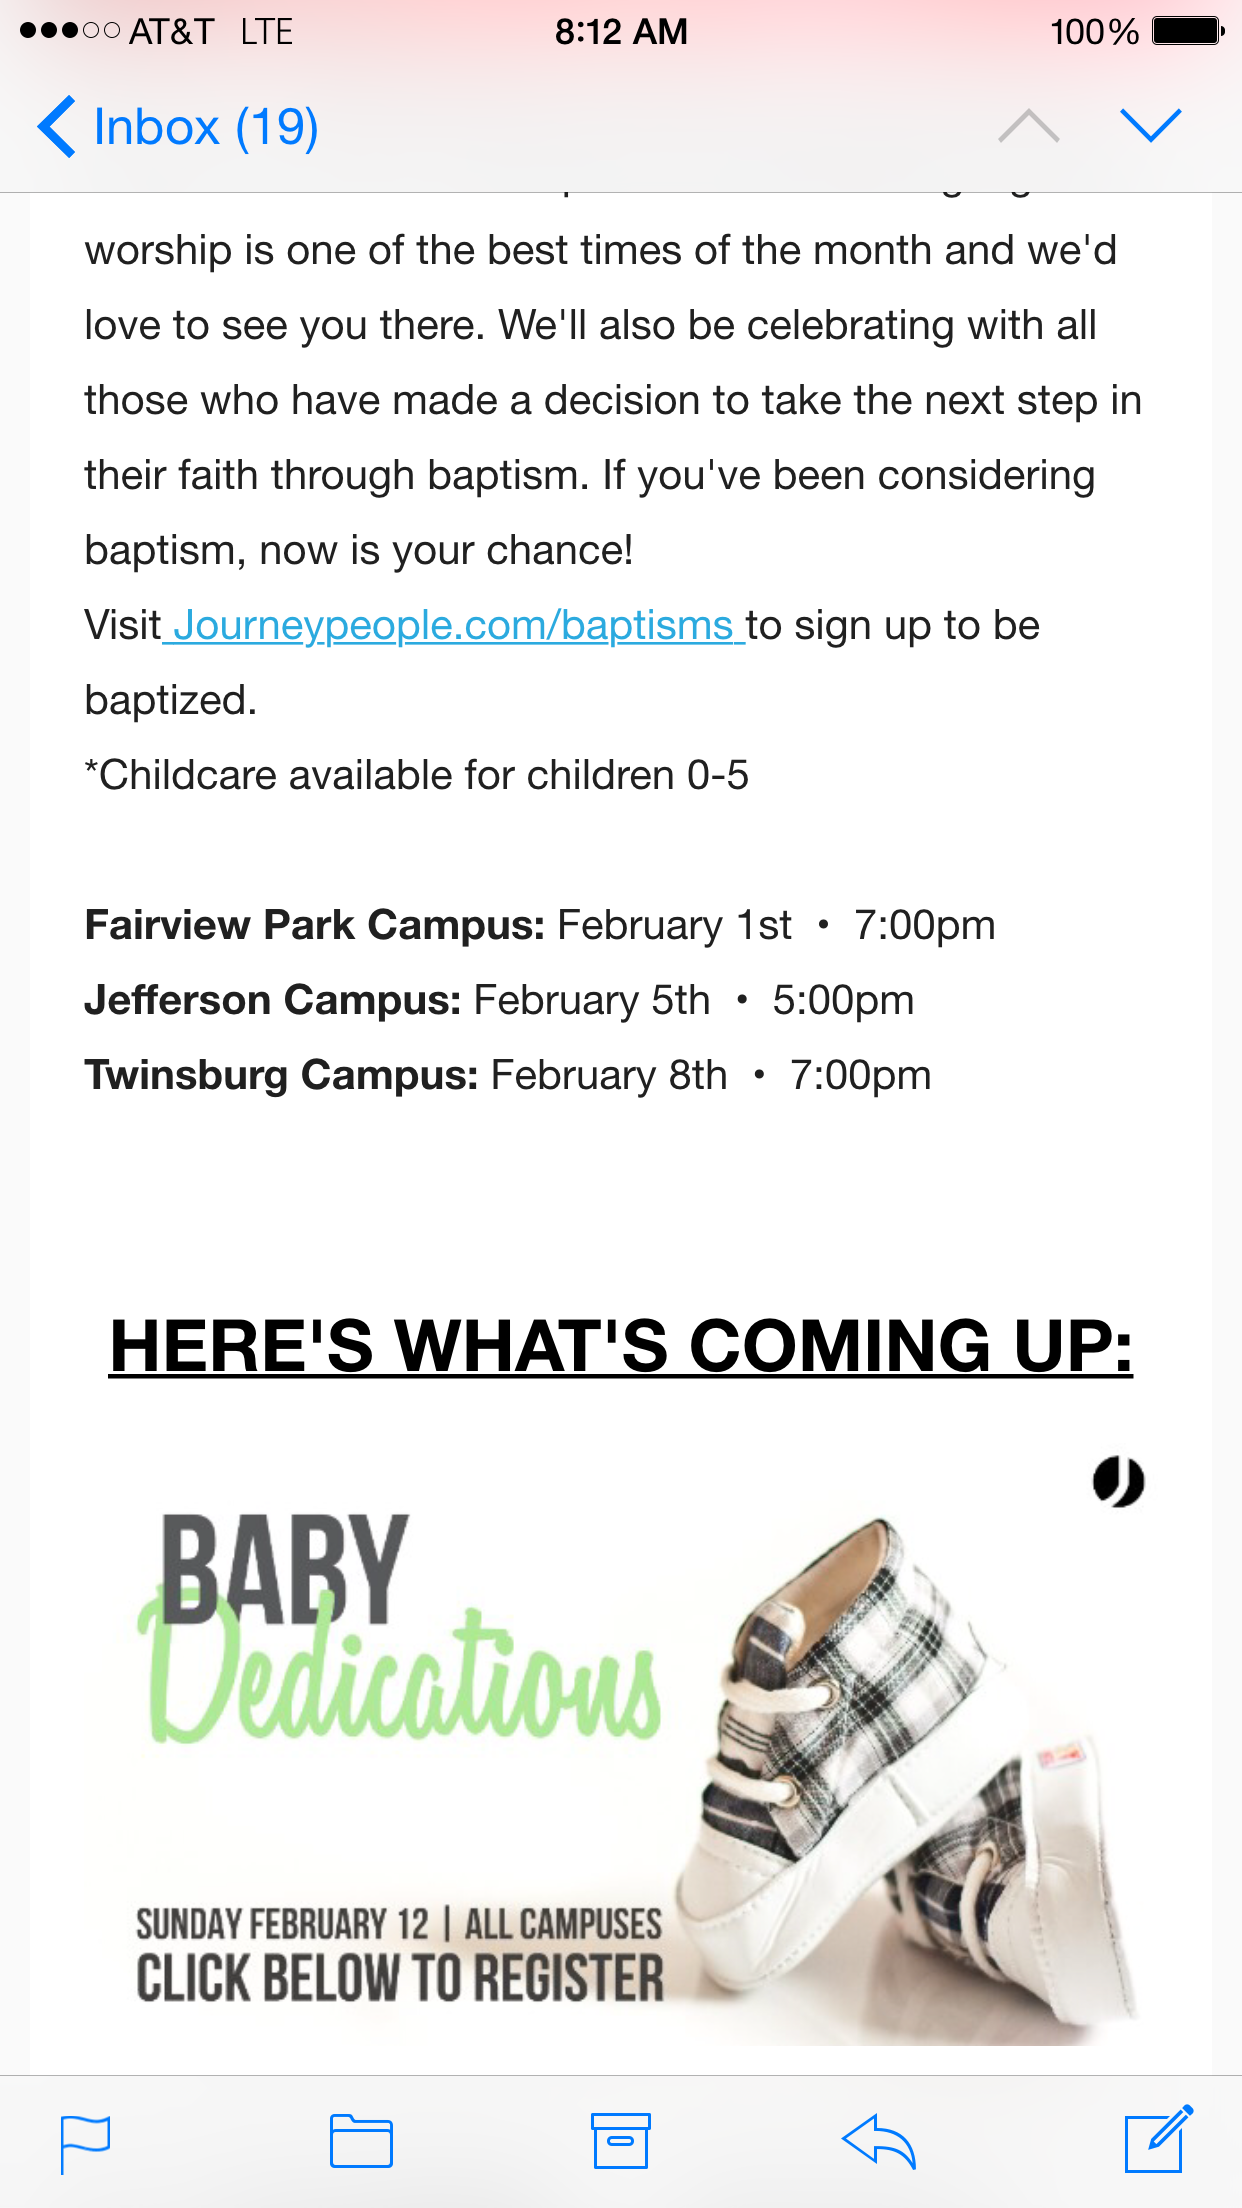 AT&T LTE 8:12 AM 100%
Inbox (19)
worship is one of the best times of the month and we'd
love to see you there. We'll also be celebrating with all
those who have made a decision to take the next step in
their faith through baptism. If you've been considering
baptism, now is your chance!
Visit Journeypeople.com/baptisms to sign up to be
baptized.
*Childcare available for children 0-5
Fairview Park Campus: February 1st • 7:00pm
Jefferson Campus: February 5th • 5:00pm
Twinsburg Campus: February 8th • 7:00pm
HERE'S WHAT'S COMING UP:
BABY
Dedications
SUNDAY FEBRUARY 12 | ALL CAMPUSES
CLICK BELOW TO REGISTER